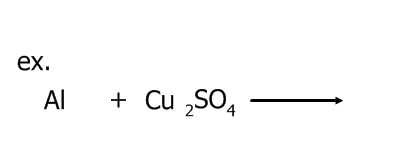 ex.
Al + Cu ₂SO₄ ⟶